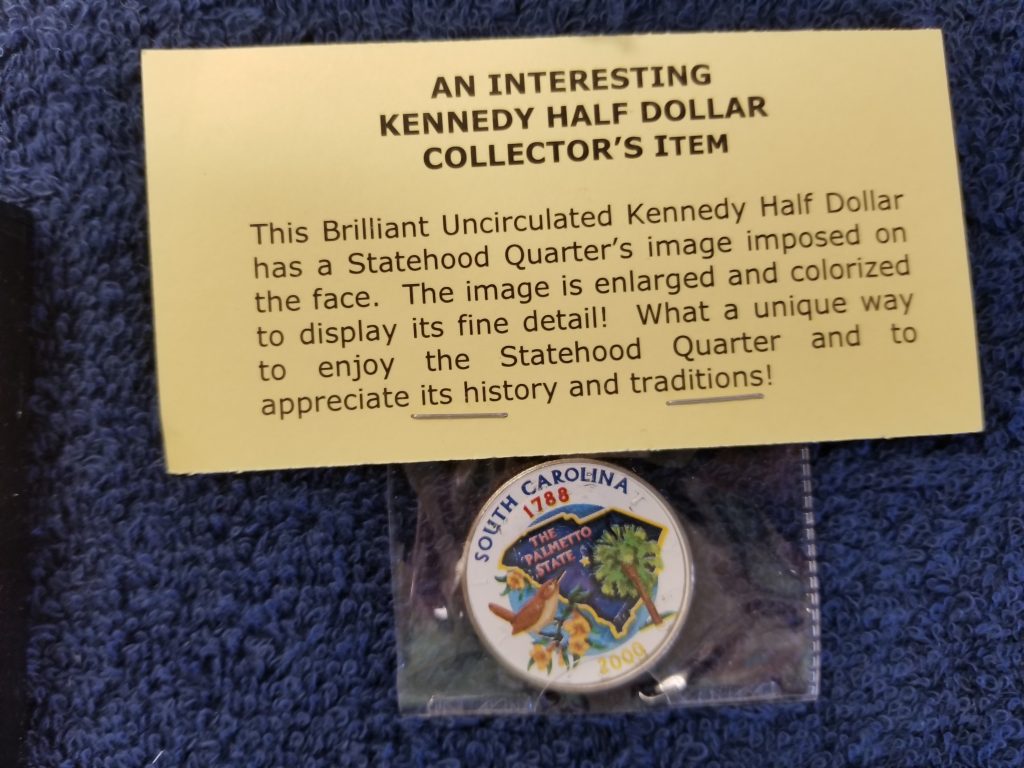 AN INTERESTING
KENNEDY HALF DOLLAR
COLLECTOR'S ITEM
This Brilliant Uncirculated Kennedy Half Dollar
has a Statehood Quarter's image imposed on
the face.  The image is enlarged and colorized
to display its fine detail!  What a unique way
to enjoy the Statehood Quarter and to
appreciate its history and traditions!
SOUTH CAROLINA
1788
THE
PALMETTO
STATE
2000